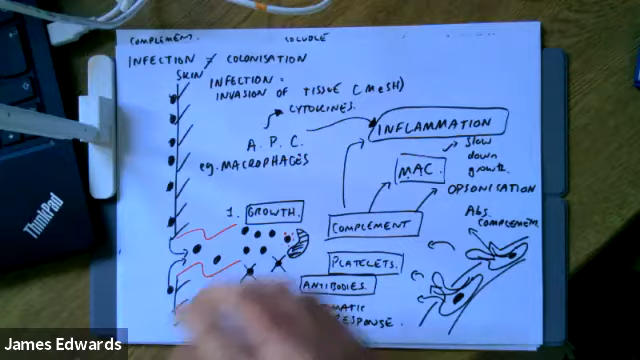 COMPLEMENT.
SOLUBLE
INFECTION ≠ COLONISATION
SKIN
INFECTION =
INVASION OF TISSUE (MeSH)
CYTOKINES.
A.P.C.
eg. MACROPHAGES
INFLAMMATION
MAC.
slow
down
growth.
OPSONISATION
1. GROWTH.
COMPLEMENT
PLATELETS.
ANTIBODIES.
Abs.
COMPLEMENT
RESPONSE.
ThinkPad
James Edwards